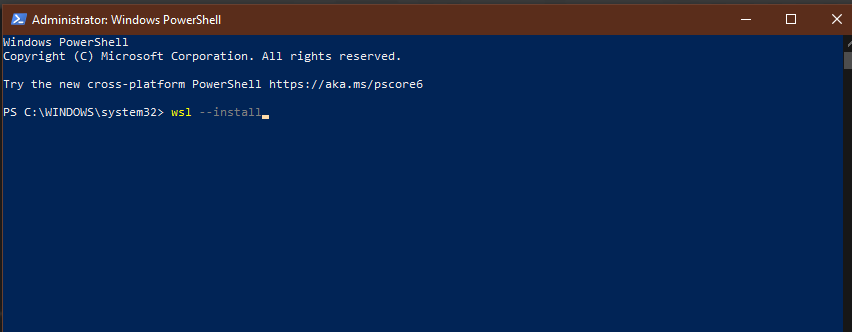 Administrator: Windows PowerShell
Windows PowerShell
Copyright (C) Microsoft Corporation. All rights reserved.
Try the new cross-platform PowerShell https://aka.ms/pscore6
PS C:\WINDOWS\system32> wsl --install